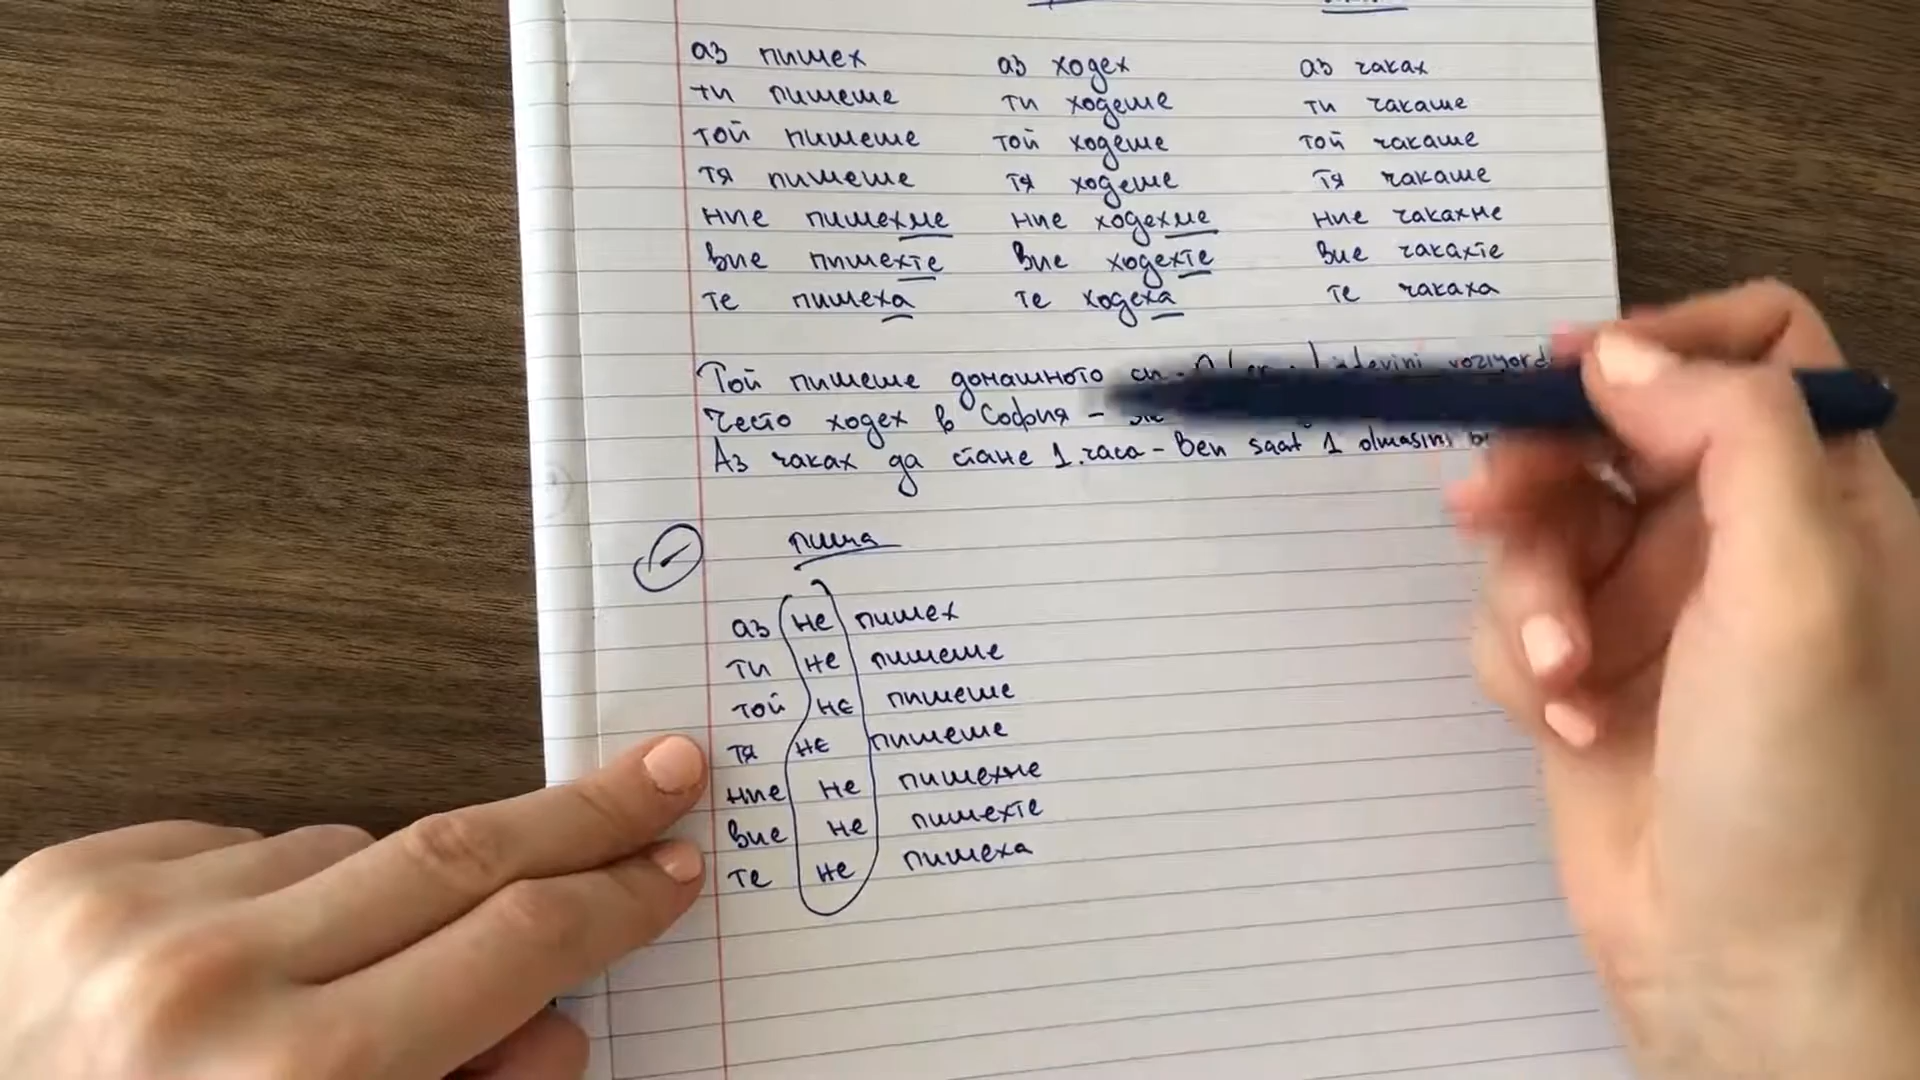 аз пишех аз ходех аз чаках
ти пишеше ти ходеше ти чакаше
той пишеше той ходеше той чакаше
тя пишеше тя ходеше тя чакаше
ние пишехме ние ходехме ние чакахме
вие пишехте вие ходехте вие чакахте
те пишеха те ходеха те чакаха
Той пишеше домашното си - ödevini yazıyord
Често ходех в София -
Аз чаках да стане 1. часа - Ben saat 1 olmasını
пиша
аз не пишех
ти не пишеше
той не пишеше
тя не пишеше
ние не пишехме
вие не пишехте
те не пишеха